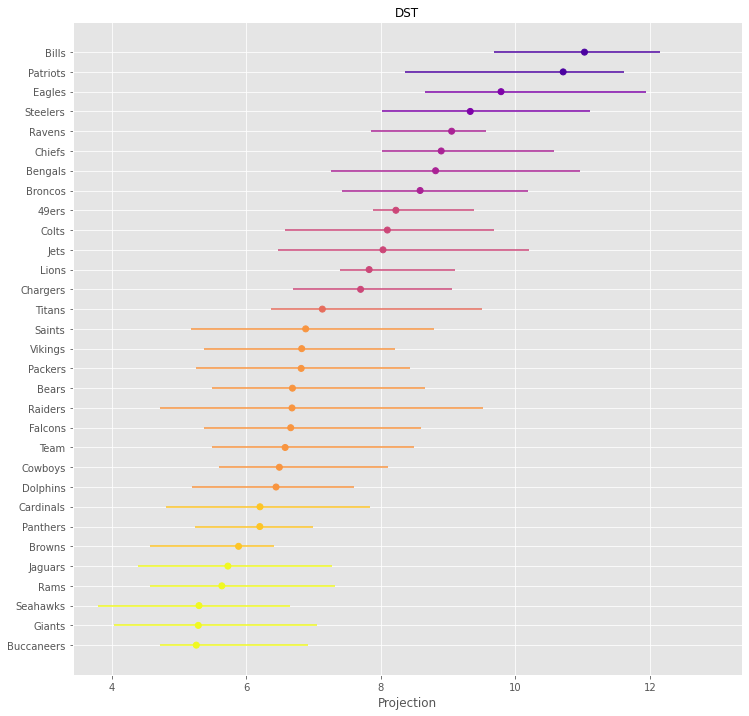 DST
Bills
Patriots
Eagles
Steelers
Ravens
Chiefs
Bengals
Broncos
49ers
Colts
Jets
Lions
Chargers
Titans
Saints
Vikings
Packers
Bears
Raiders
Falcons
Team
Cowboys
Dolphins
Cardinals
Panthers
Browns
Jaguars
Rams
Seahawks
Giants
Buccaneers
4 6 8 10 12
Projection